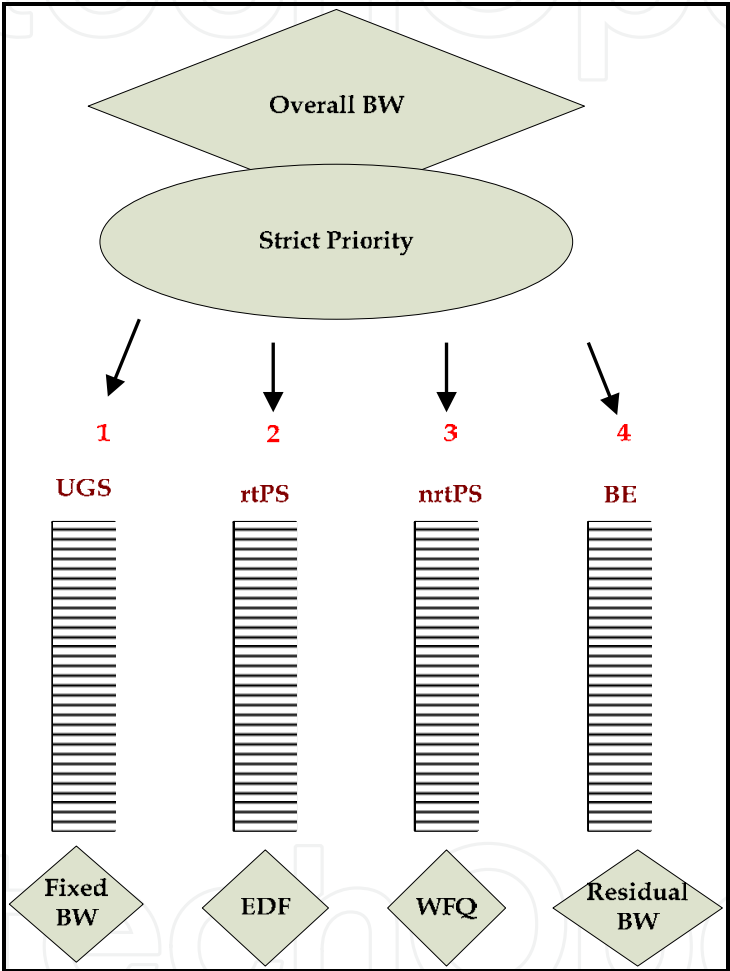 Overall BW
Strict Priority
1 2 3 4
UGS rtPS nrtPS BE
Fixed BW
EDF
WFQ
Residual BW